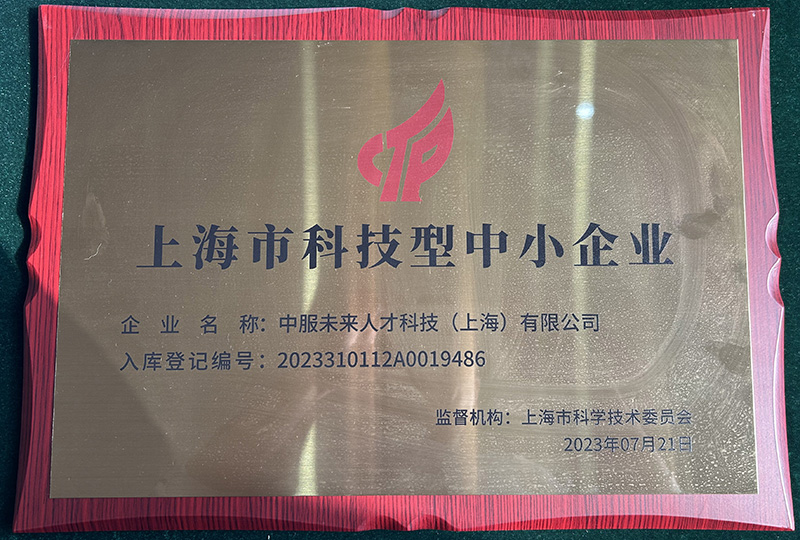 上海市科技型中小企业
企业名称：中服未来人才科技（上海）有限公司
入库登记编号：2023310112A0019486
监督机构：上海市科学技术委员会
2023年07月21日